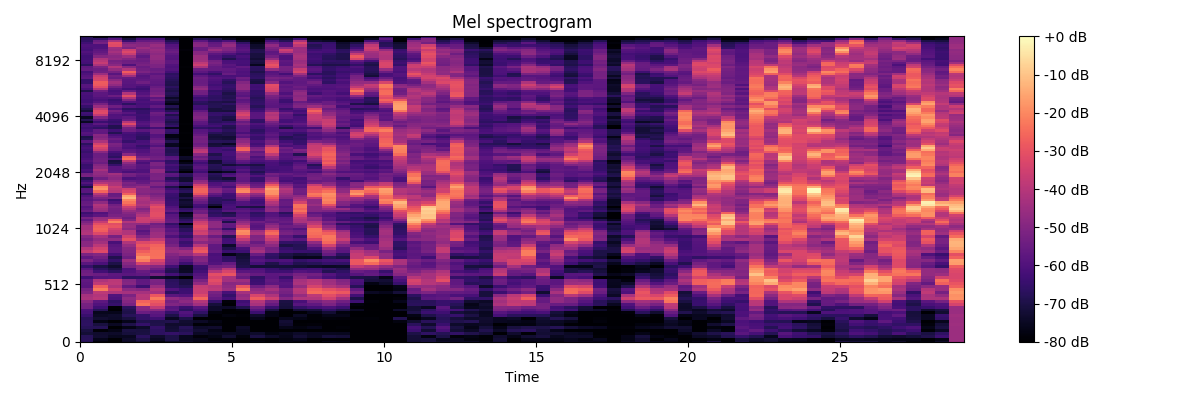 Mel spectrogram
8192
4096
2048
1024
512
0
Hz
0 5 10 15 20 25
Time
+0 dB
-10 dB
-20 dB
-30 dB
-40 dB
-50 dB
-60 dB
-70 dB
-80 dB